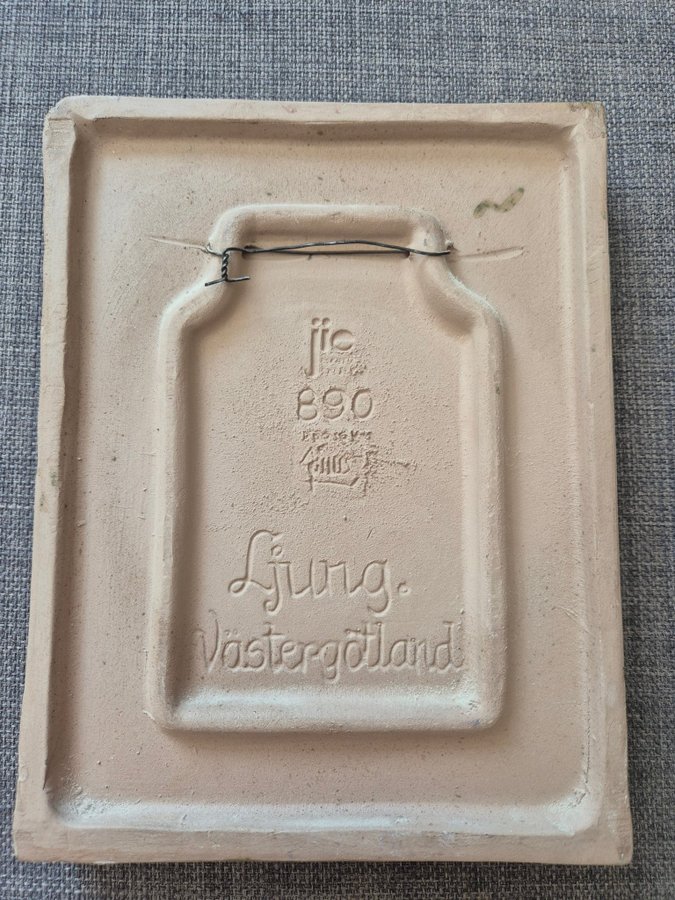 jie
890
Ljung.
Västergötland